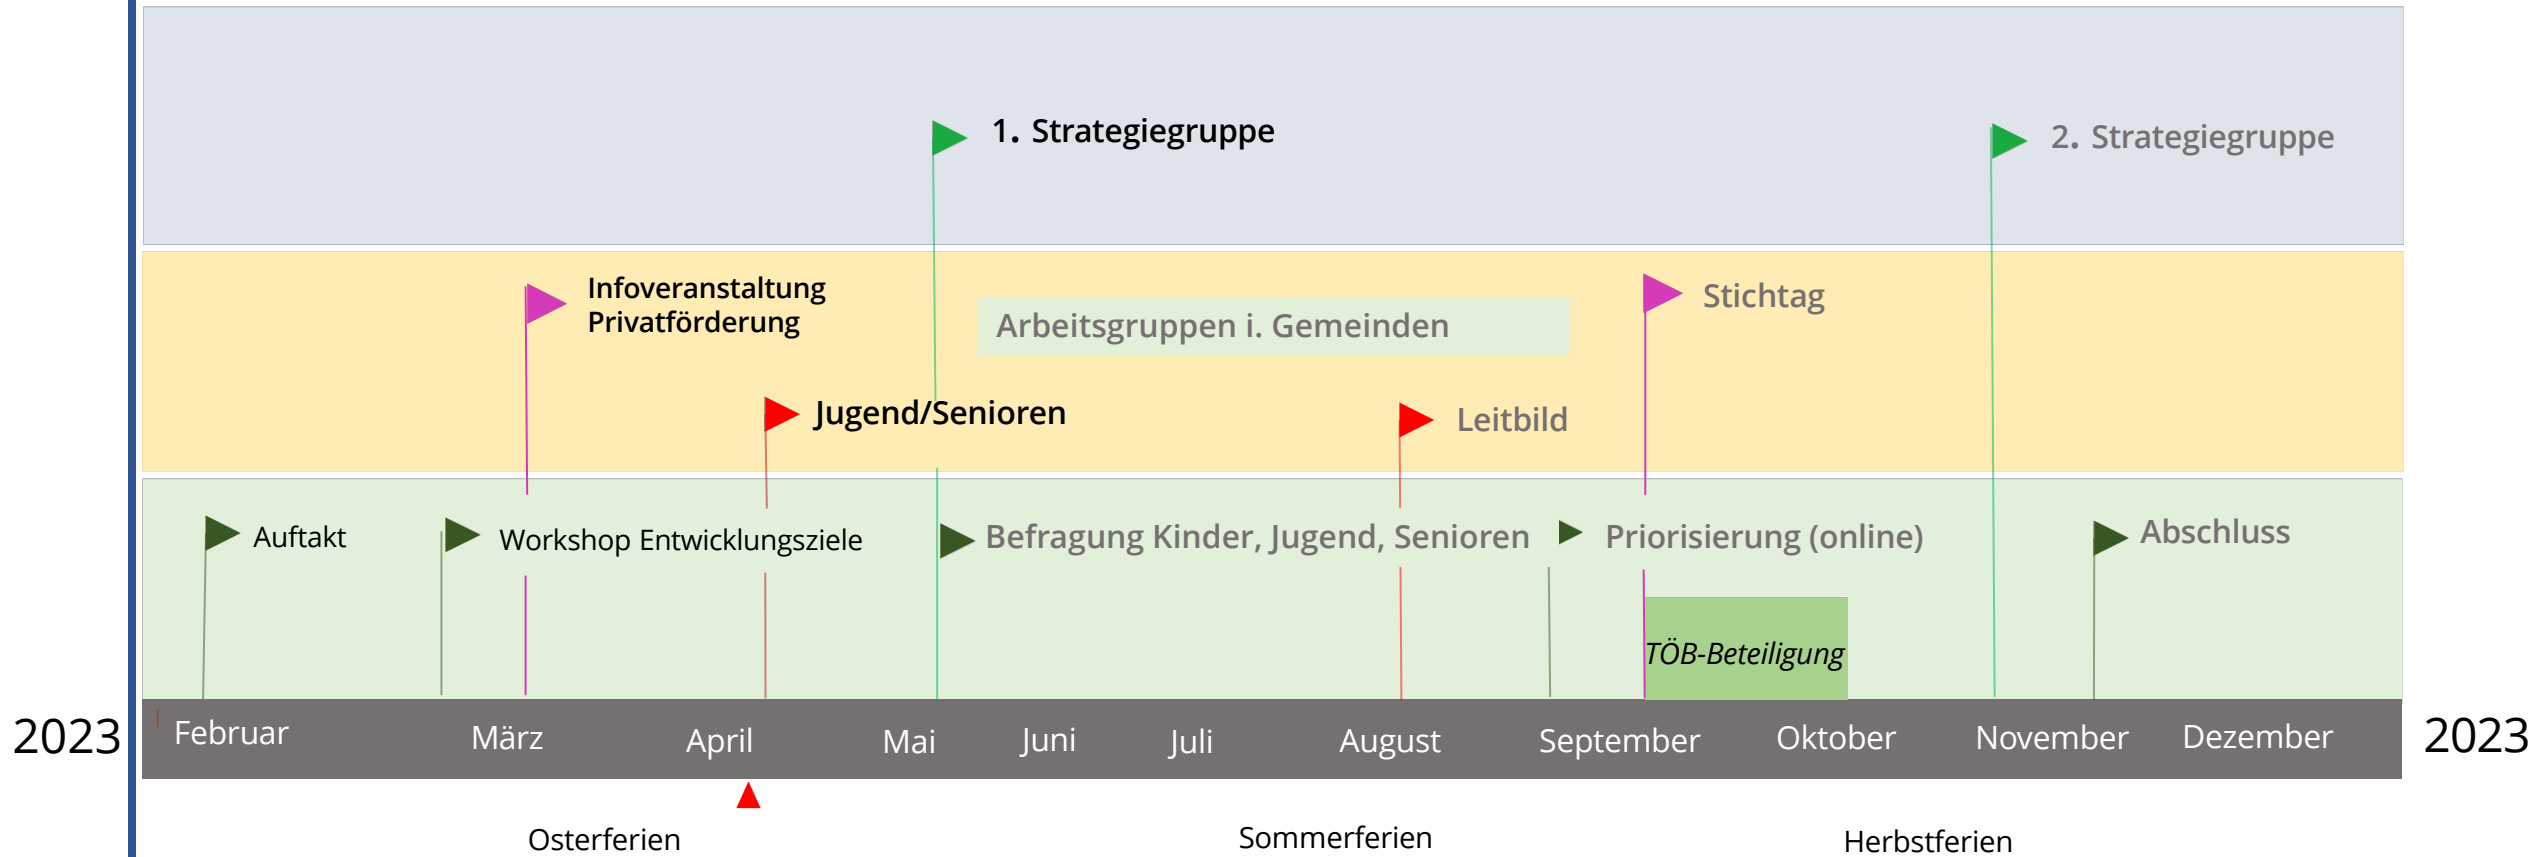 1. Strategiegruppe
2. Strategiegruppe
Infoveranstaltung
Privatförderung
Arbeitsgruppen i. Gemeinden
Stichtag
Jugend/Senioren
Leitbild
Auftakt
Workshop Entwicklungsziele
Befragung Kinder, Jugend, Senioren
Priorisierung (online)
Abschluss
TÖB-Beteiligung
2023
Februar
März
April
Mai
Juni
Juli
August
September
Oktober
November
Dezember
2023
Osterferien
Sommerferien
Herbstferien